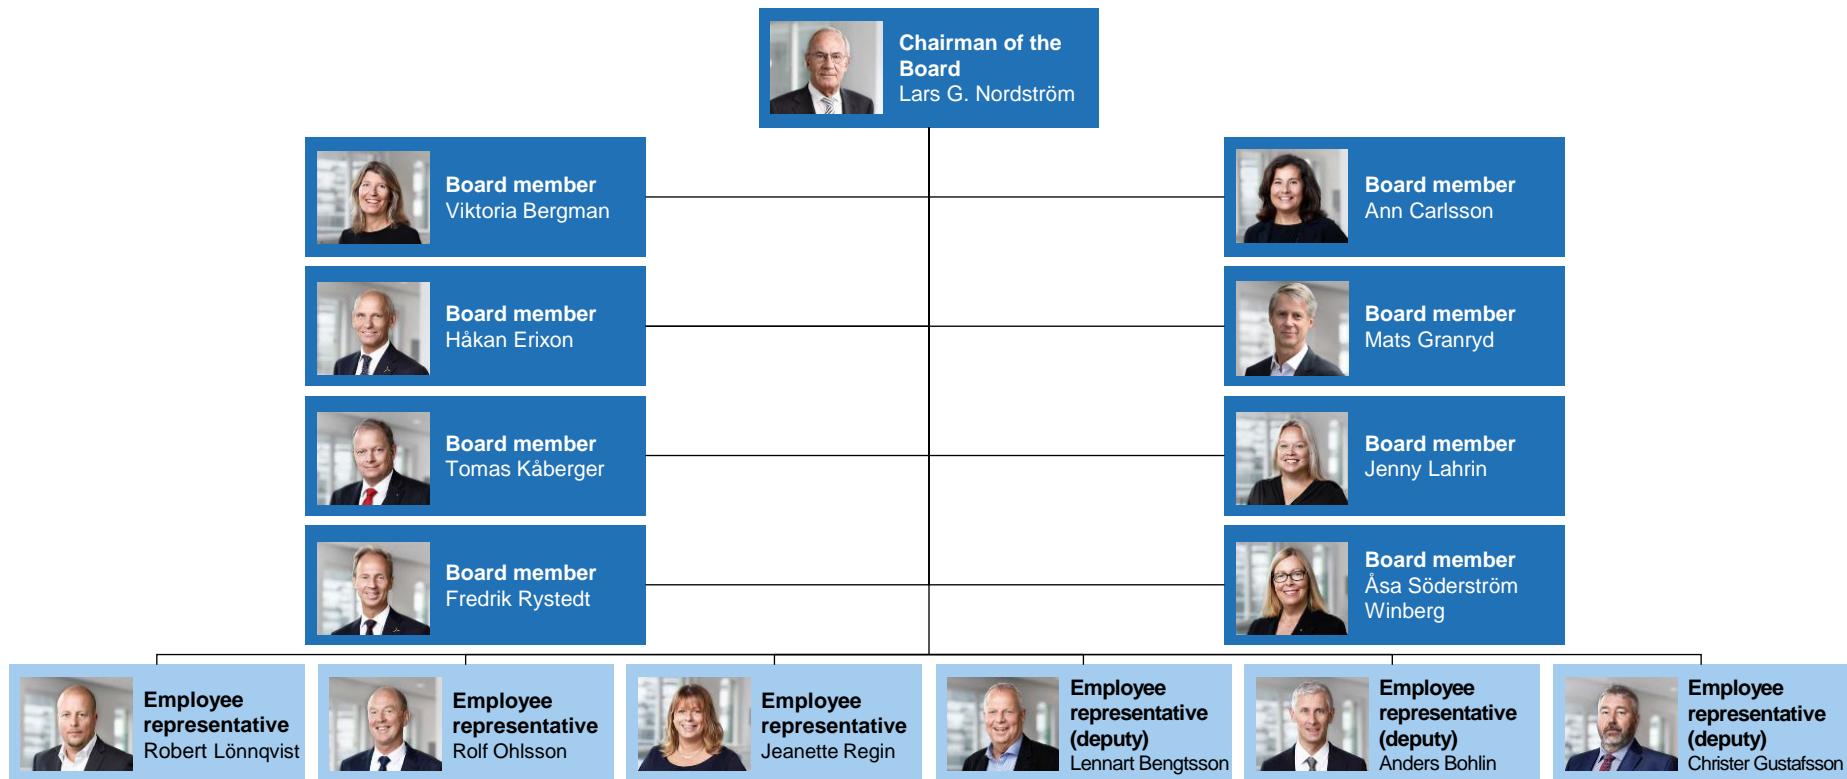 Chairman of the
Board
Lars G. Nordström
Board member
Viktoria Bergman
Board member
Ann Carlsson
Board member
Håkan Erixon
Board member
Mats Granryd
Board member
Tomas Kåberger
Board member
Jenny Lahrin
Board member
Fredrik Rystedt
Board member
Åsa Söderström
Winberg
Employee
representative
Robert Lönnqvist
Employee
representative
Rolf Ohlsson
Employee
representative
Jeanette Regin
Employee
representative
(deputy)
Lennart Bengtsson
Employee
representative
(deputy)
Anders Bohlin
Employee
representative
(deputy)
Christer Gustafsson